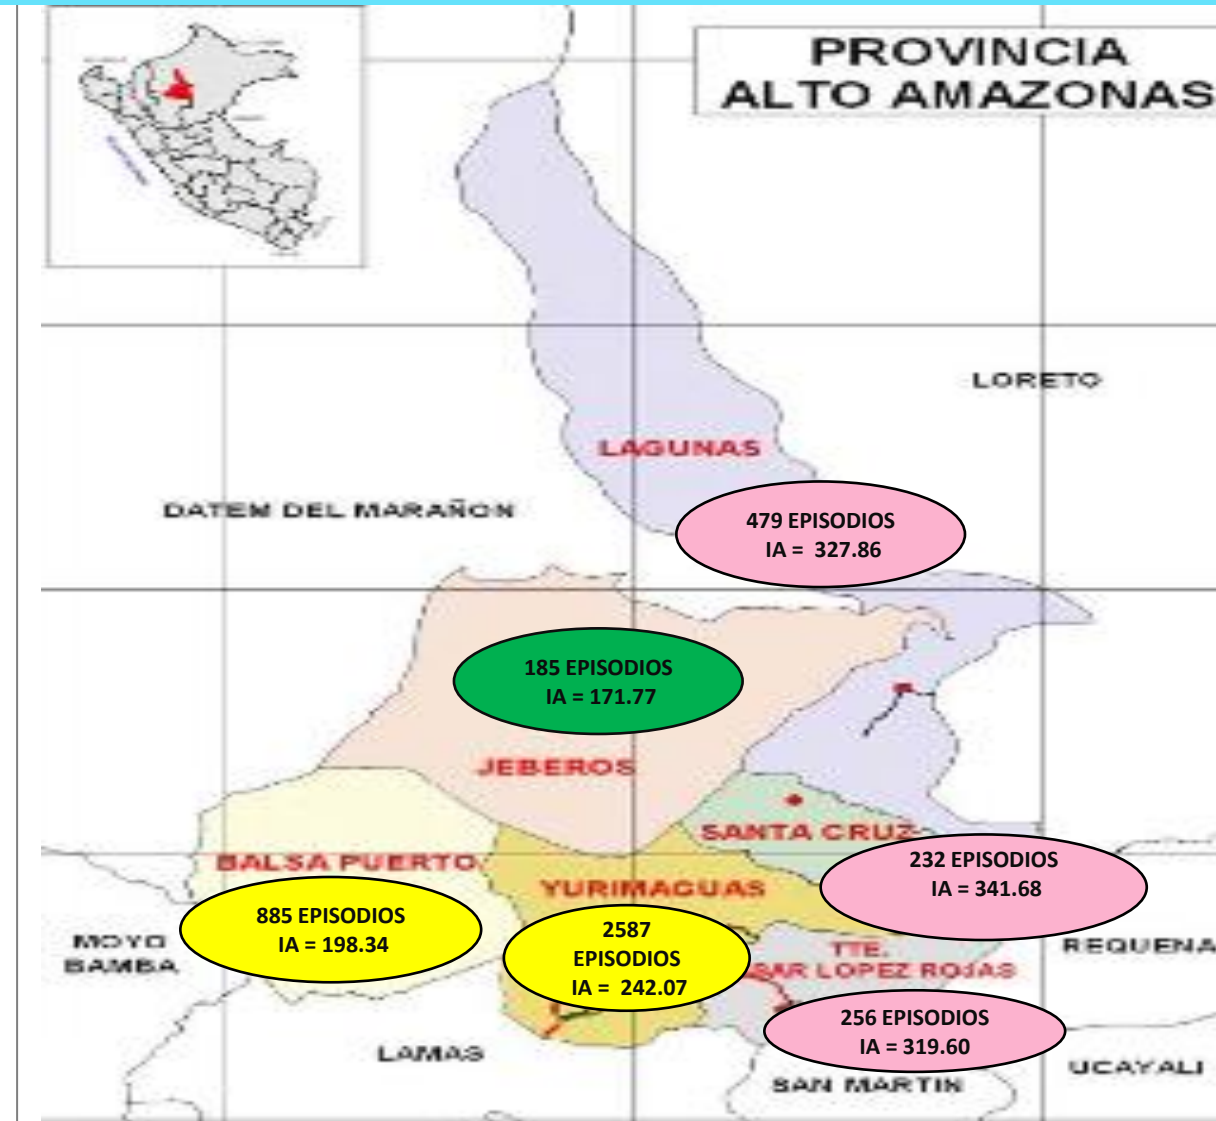 PROVINCIA
ALTO AMAZONAS
LORETO
LAGUNAS
DATEM DEL MARAÑON
479 EPISODIOS
IA = 327.86
185 EPISODIOS
IA = 171.77
JEBEROS
SANTA CRUZ
BALSA PUERTO
232 EPISODIOS
IA = 341.68
YURIMAGUAS
885 EPISODIOS
IA = 198.34
2587
EPISODIOS
IA = 242.07
MOYO
BAMBA
TTE.
SAR LOPEZ ROJAS
REQUENA
256 EPISODIOS
IA = 319.60
LAMAS
SAN MARTIN
UCAYALI